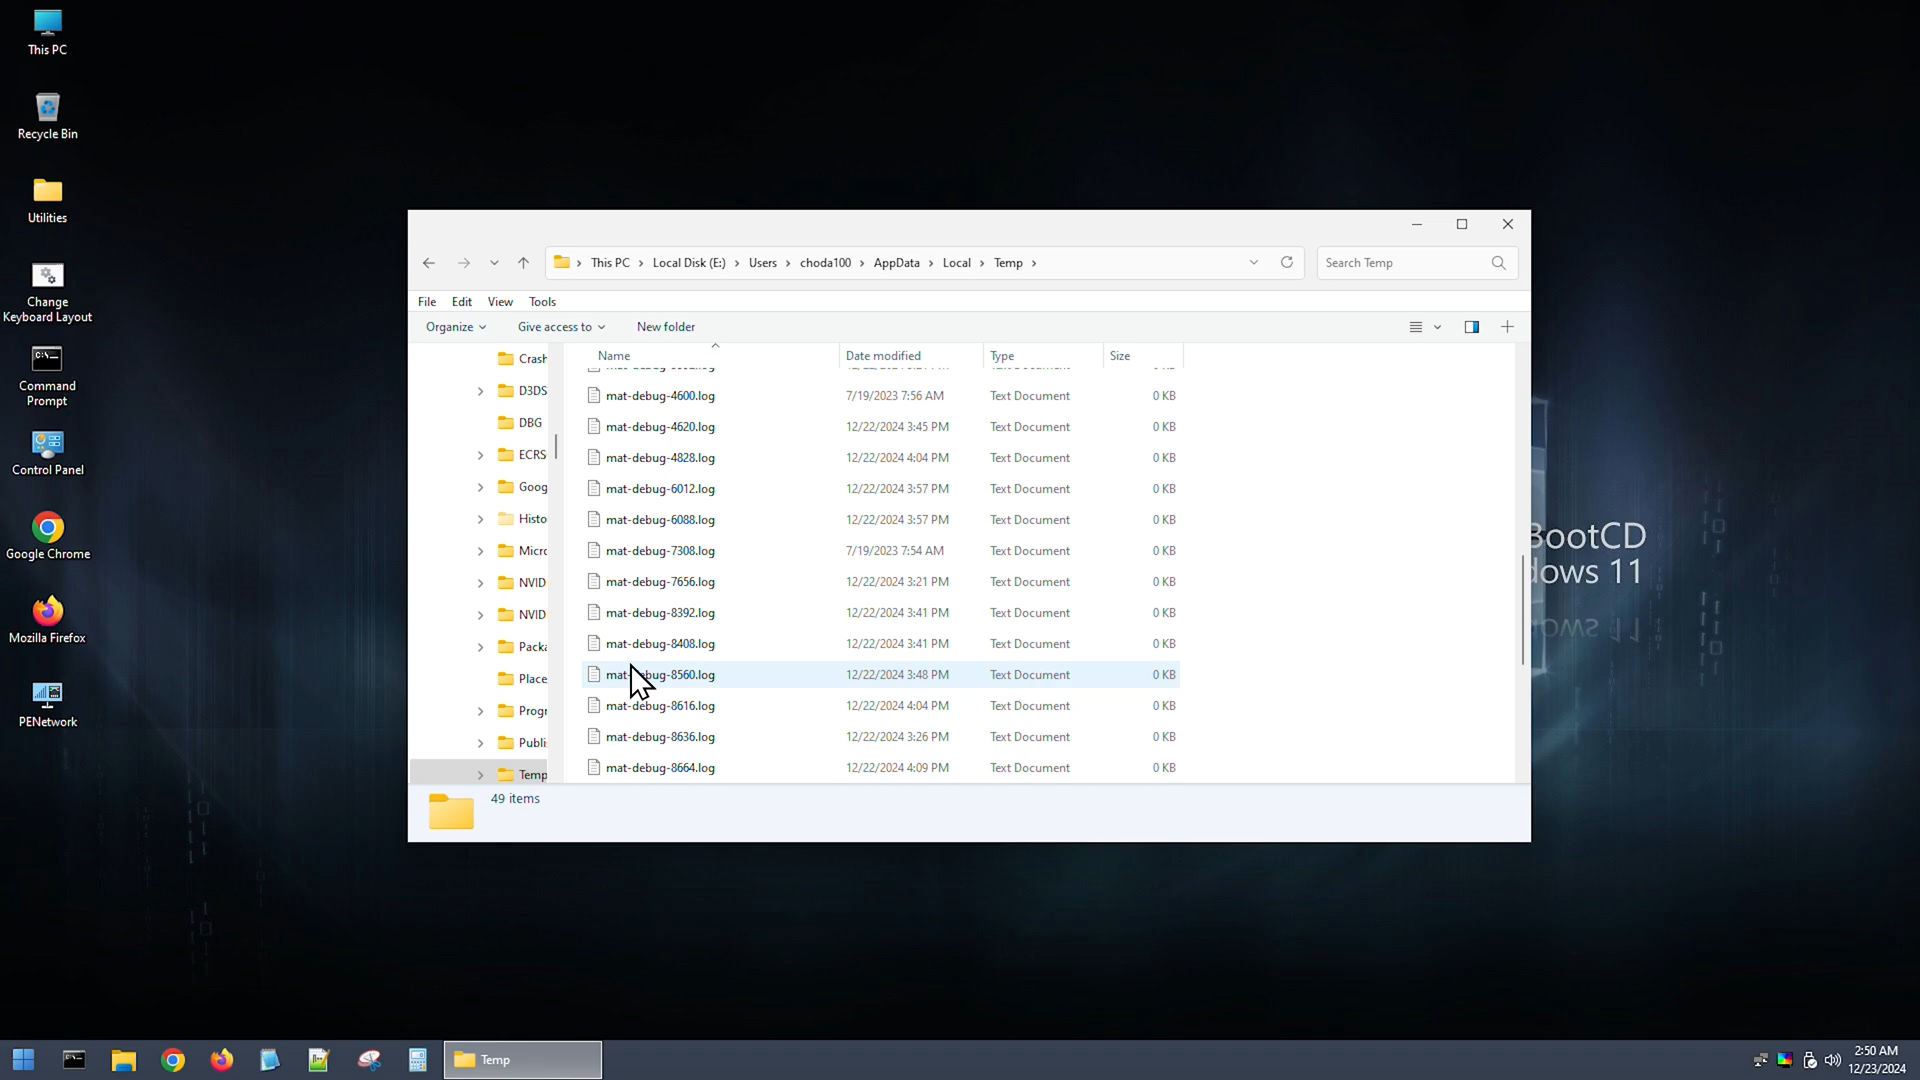 This PC
Recycle Bin
Utilities
Change
Keyboard Layout
Command
Prompt
Control Panel
Google Chrome
Mozilla Firefox
PENetwork
This PC › Local Disk (E:) › Users › choda100 › AppData › Local › Temp ›
Search Temp
File Edit View Tools
Organize Give access to New folder
Name Date modified Type Size
Crash
D3DS
DBG
ECRS
Goog
Histo
Micro
NVID
NVID
Packa
Place
Progr
Publi
Temp
mat-debug-4600.log 7/19/2023 7:56 AM Text Document 0 KB
mat-debug-4620.log 12/22/2024 3:45 PM Text Document 0 KB
mat-debug-4828.log 12/22/2024 4:04 PM Text Document 0 KB
mat-debug-6012.log 12/22/2024 3:57 PM Text Document 0 KB
mat-debug-6088.log 12/22/2024 3:57 PM Text Document 0 KB
mat-debug-7308.log 7/19/2023 7:54 AM Text Document 0 KB
mat-debug-7656.log 12/22/2024 3:21 PM Text Document 0 KB
mat-debug-8392.log 12/22/2024 3:41 PM Text Document 0 KB
mat-debug-8408.log 12/22/2024 3:41 PM Text Document 0 KB
mat-debug-8560.log 12/22/2024 3:48 PM Text Document 0 KB
mat-debug-8616.log 12/22/2024 4:04 PM Text Document 0 KB
mat-debug-8636.log 12/22/2024 3:26 PM Text Document 0 KB
mat-debug-8664.log 12/22/2024 4:09 PM Text Document 0 KB
49 items
BootCD
dows 11
Temp
2:50 AM
12/23/2024